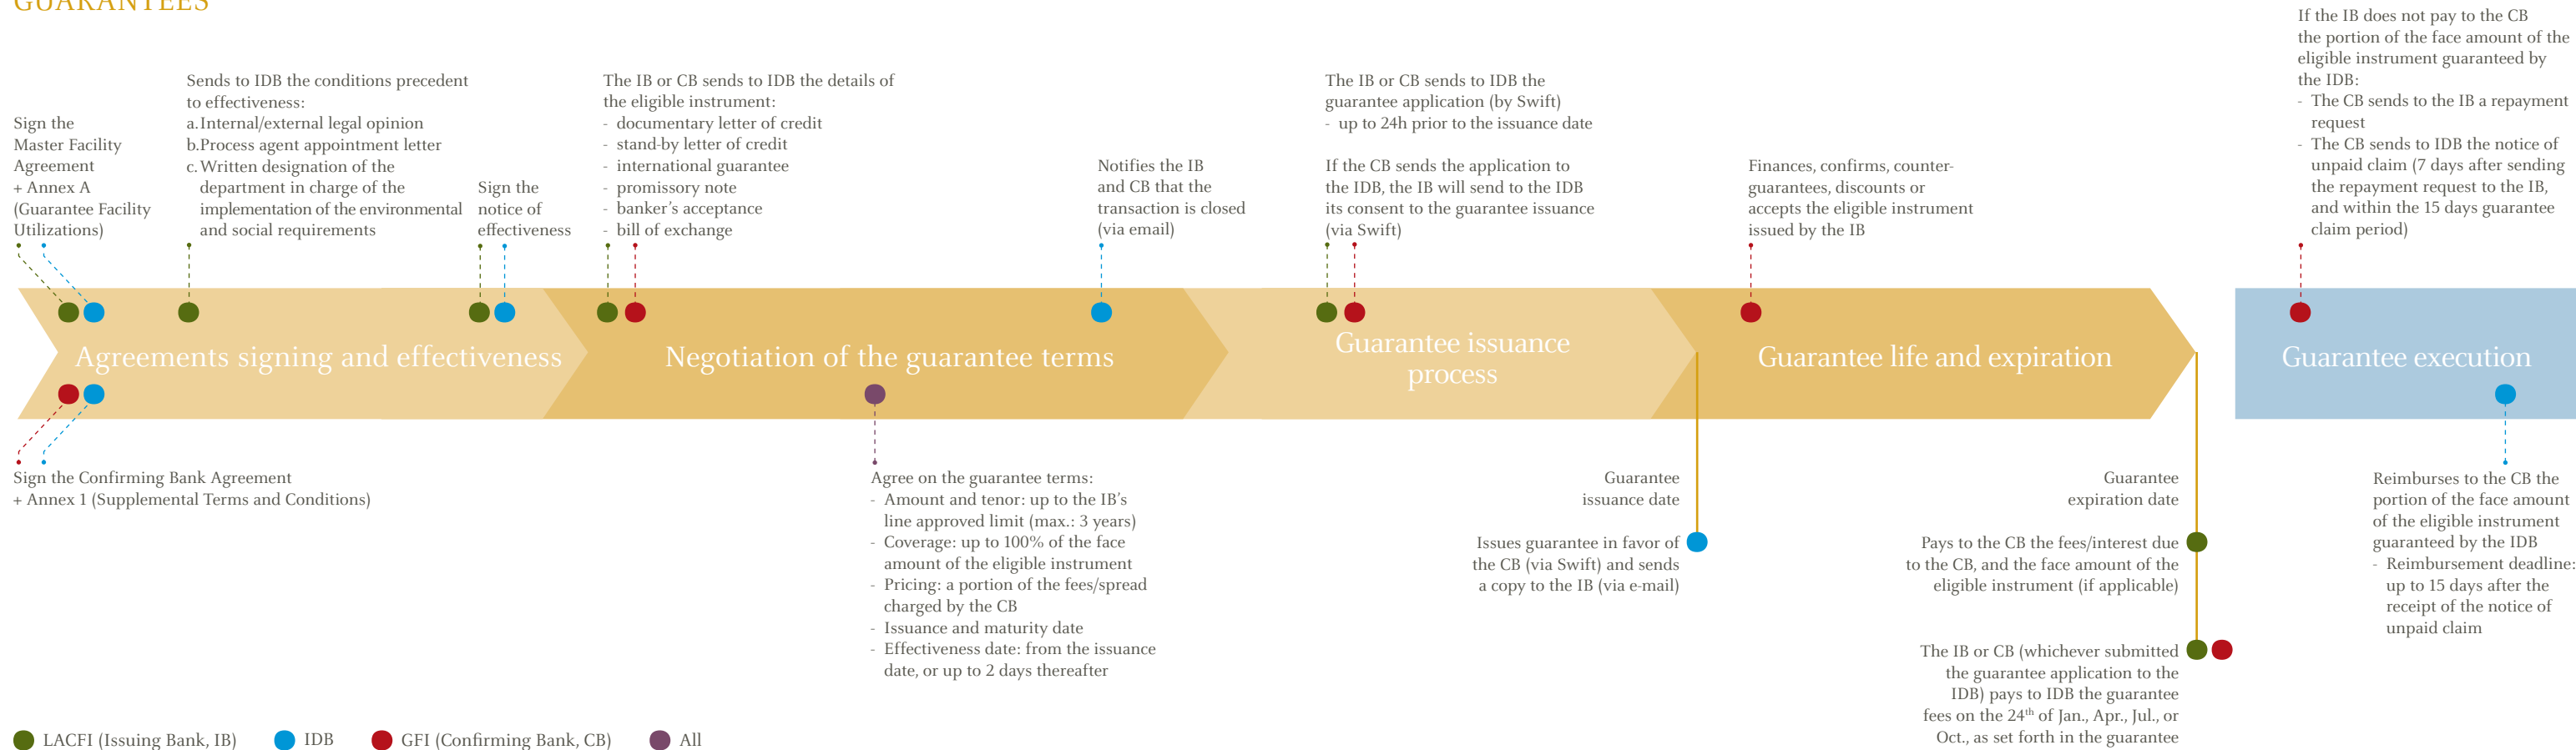 GUARANTEES
Sign the
Master Facility
Agreement
+ Annex A
(Guarantee Facility
Utilizations)
Sends to IDB the conditions precedent
to effectiveness:
a. Internal/external legal opinion
b. Process agent appointment letter
c. Written designation of the
department in charge of the
implementation of the environmental
and social requirements
Sign the
notice of
effectiveness
The IB or CB sends to IDB the details of
the eligible instrument:
- documentary letter of credit
- stand-by letter of credit
- international guarantee
- promissory note
- banker's acceptance
- bill of exchange
Notifies the IB
and CB that the
transaction is closed
(via email)
The IB or CB sends to IDB the
guarantee application (by Swift)
- up to 24h prior to the issuance date
If the CB sends the application to
the IDB, the IB will send to the IDB
its consent to the guarantee issuance
(via Swift)
Finances, confirms, counter-
guarantees, discounts or
accepts the eligible instrument
issued by the IB
If the IB does not pay to the CB
the portion of the face amount of the
eligible instrument guaranteed by
the IDB:
- The CB sends to the IB a repayment
request
- The CB sends to IDB the notice of
unpaid claim (7 days after sending
the repayment request to the IB,
and within the 15 days guarantee
claim period)
Agreements signing and effectiveness
Negotiation of the guarantee terms
Guarantee issuance
process
Guarantee life and expiration
Guarantee execution
Sign the Confirming Bank Agreement
+ Annex 1 (Supplemental Terms and Conditions)
Agree on the guarantee terms:
- Amount and tenor: up to the IB's
line approved limit (max.: 3 years)
- Coverage: up to 100% of the face
amount of the eligible instrument
- Pricing: a portion of the fees/spread
charged by the CB
- Issuance and maturity date
- Effectiveness date: from the issuance
date, or up to 2 days thereafter
Guarantee
issuance date
Issues guarantee in favor of
the CB (via Swift) and sends
a copy to the IB (via e-mail)
Guarantee
expiration date
Pays to the CB the fees/interest due
to the CB, and the face amount of the
eligible instrument (if applicable)
The IB or CB (whichever submitted
the guarantee application to the
IDB) pays to IDB the guarantee
fees on the 24th of Jan., Apr., Jul., or
Oct., as set forth in the guarantee
Reimburses to the CB the
portion of the face amount
of the eligible instrument
guaranteed by the IDB
- Reimbursement deadline:
up to 15 days after the
receipt of the notice of
unpaid claim
LACFI (Issuing Bank, IB)
IDB
GFI (Confirming Bank, CB)
All